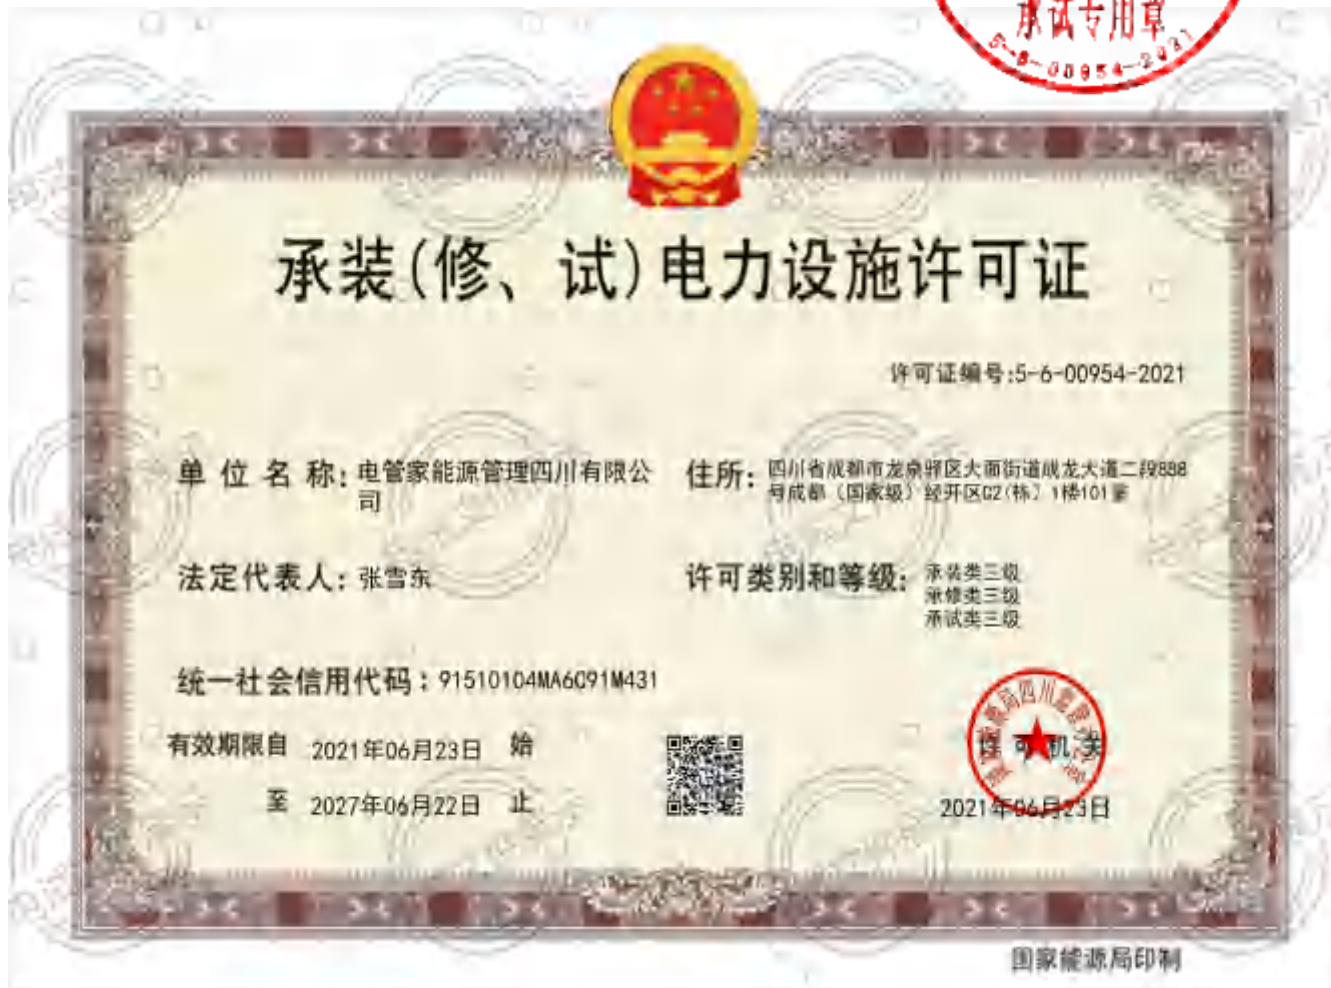 承试专用章
5-6-00954-2021
承装(修、试)电力设施许可证
许可证编号:5-6-00954-2021
单位名称:电管家能源管理四川有限公
司
住所:四川省成都市龙泉驿区大面街道成龙大道二段888
号成都(国家级)经开区G2(栋)1楼101室
法定代表人:张雪东
许可类别和等级:承装类三级
承修类三级
承试类三级
统一社会信用代码:91510104MA6C91M431
有效期限自 2021年06月23日 始
至 2027年06月22日 止
许可机关
2021年06月23日
国家能源局印制